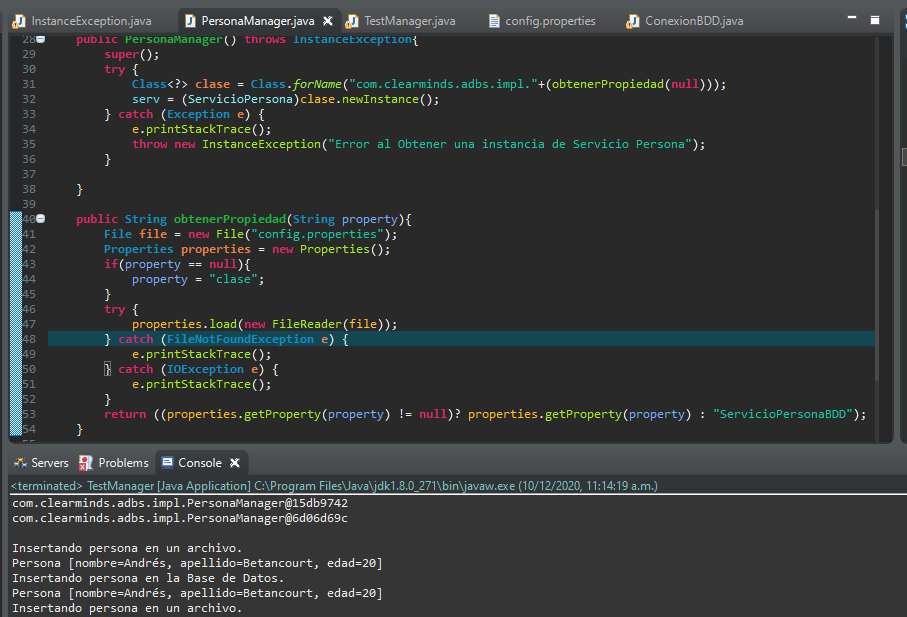 InstanceException.java PersonaManager.java TestManager.java config.properties ConexionBDD.java
28 public PersonaManager() throws InstanceException{
29 super();
30 try {
31 Class<?> clase = Class.forName("com.clearminds.adbs.impl."+(obtenerPropiedad(null)));
32 serv = (ServicioPersona)clase.newInstance();
33 } catch (Exception e) {
34 e.printStackTrace();
35 throw new InstanceException("Error al Obtener una instancia de Servicio Persona");
36 }
37
38 }
39
40 public String obtenerPropiedad(String property){
41 File file = new File("config.properties");
42 Properties properties = new Properties();
43 if(property == null){
44 property = "clase";
45 }
46 try {
47 properties.load(new FileReader(file));
48 } catch (FileNotFoundException e) {
49 e.printStackTrace();
50 } catch (IOException e) {
51 e.printStackTrace();
52 }
53 return ((properties.getProperty(property) != null)? properties.getProperty(property) : "ServicioPersonaBDD");
54 }
Servers Problems Console
<terminated> TestManager [Java Application] C:\Program Files\Java\jdk1.8.0_271\bin\javaw.exe (10/12/2020, 11:14:19 a.m.)
com.clearminds.adbs.impl.PersonaManager@15db9742
com.clearminds.adbs.impl.PersonaManager@6d06d69c
Insertando persona en un archivo.
Persona [nombre=Andrés, apellido=Betancourt, edad=20]
Insertando persona en la Base de Datos.
Persona [nombre=Andrés, apellido=Betancourt, edad=20]
Insertando persona en un archivo.